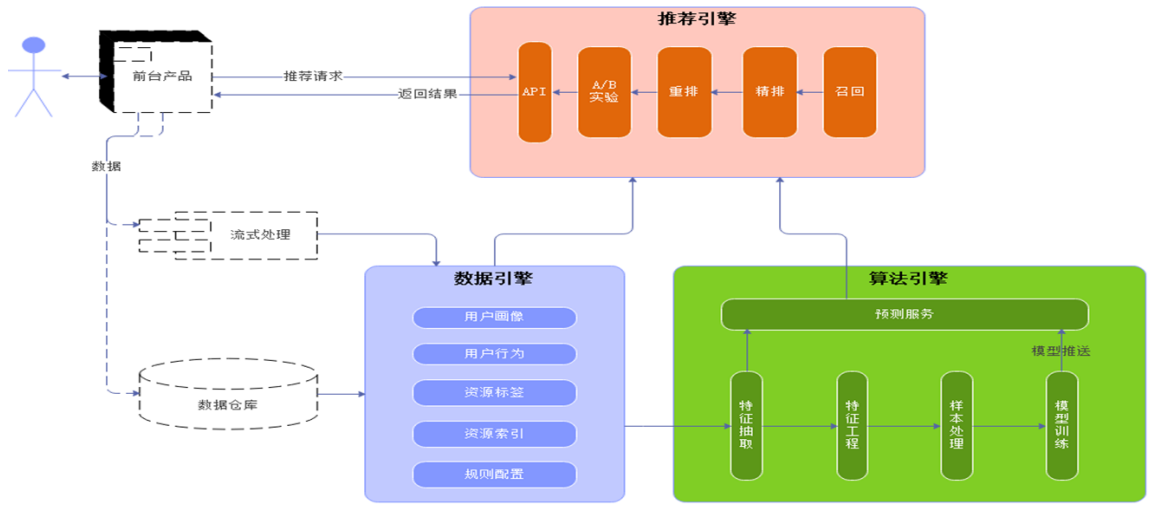 推荐引擎
前台产品
推荐请求
返回结果
API
A/B
实验
重排
精排
召回
数据
流式处理
数据仓库
数据引擎
用户画像
用户行为
资源标签
资源索引
规则配置
算法引擎
预测服务
模型推送
特征抽取
特征工程
样本处理
模型训练